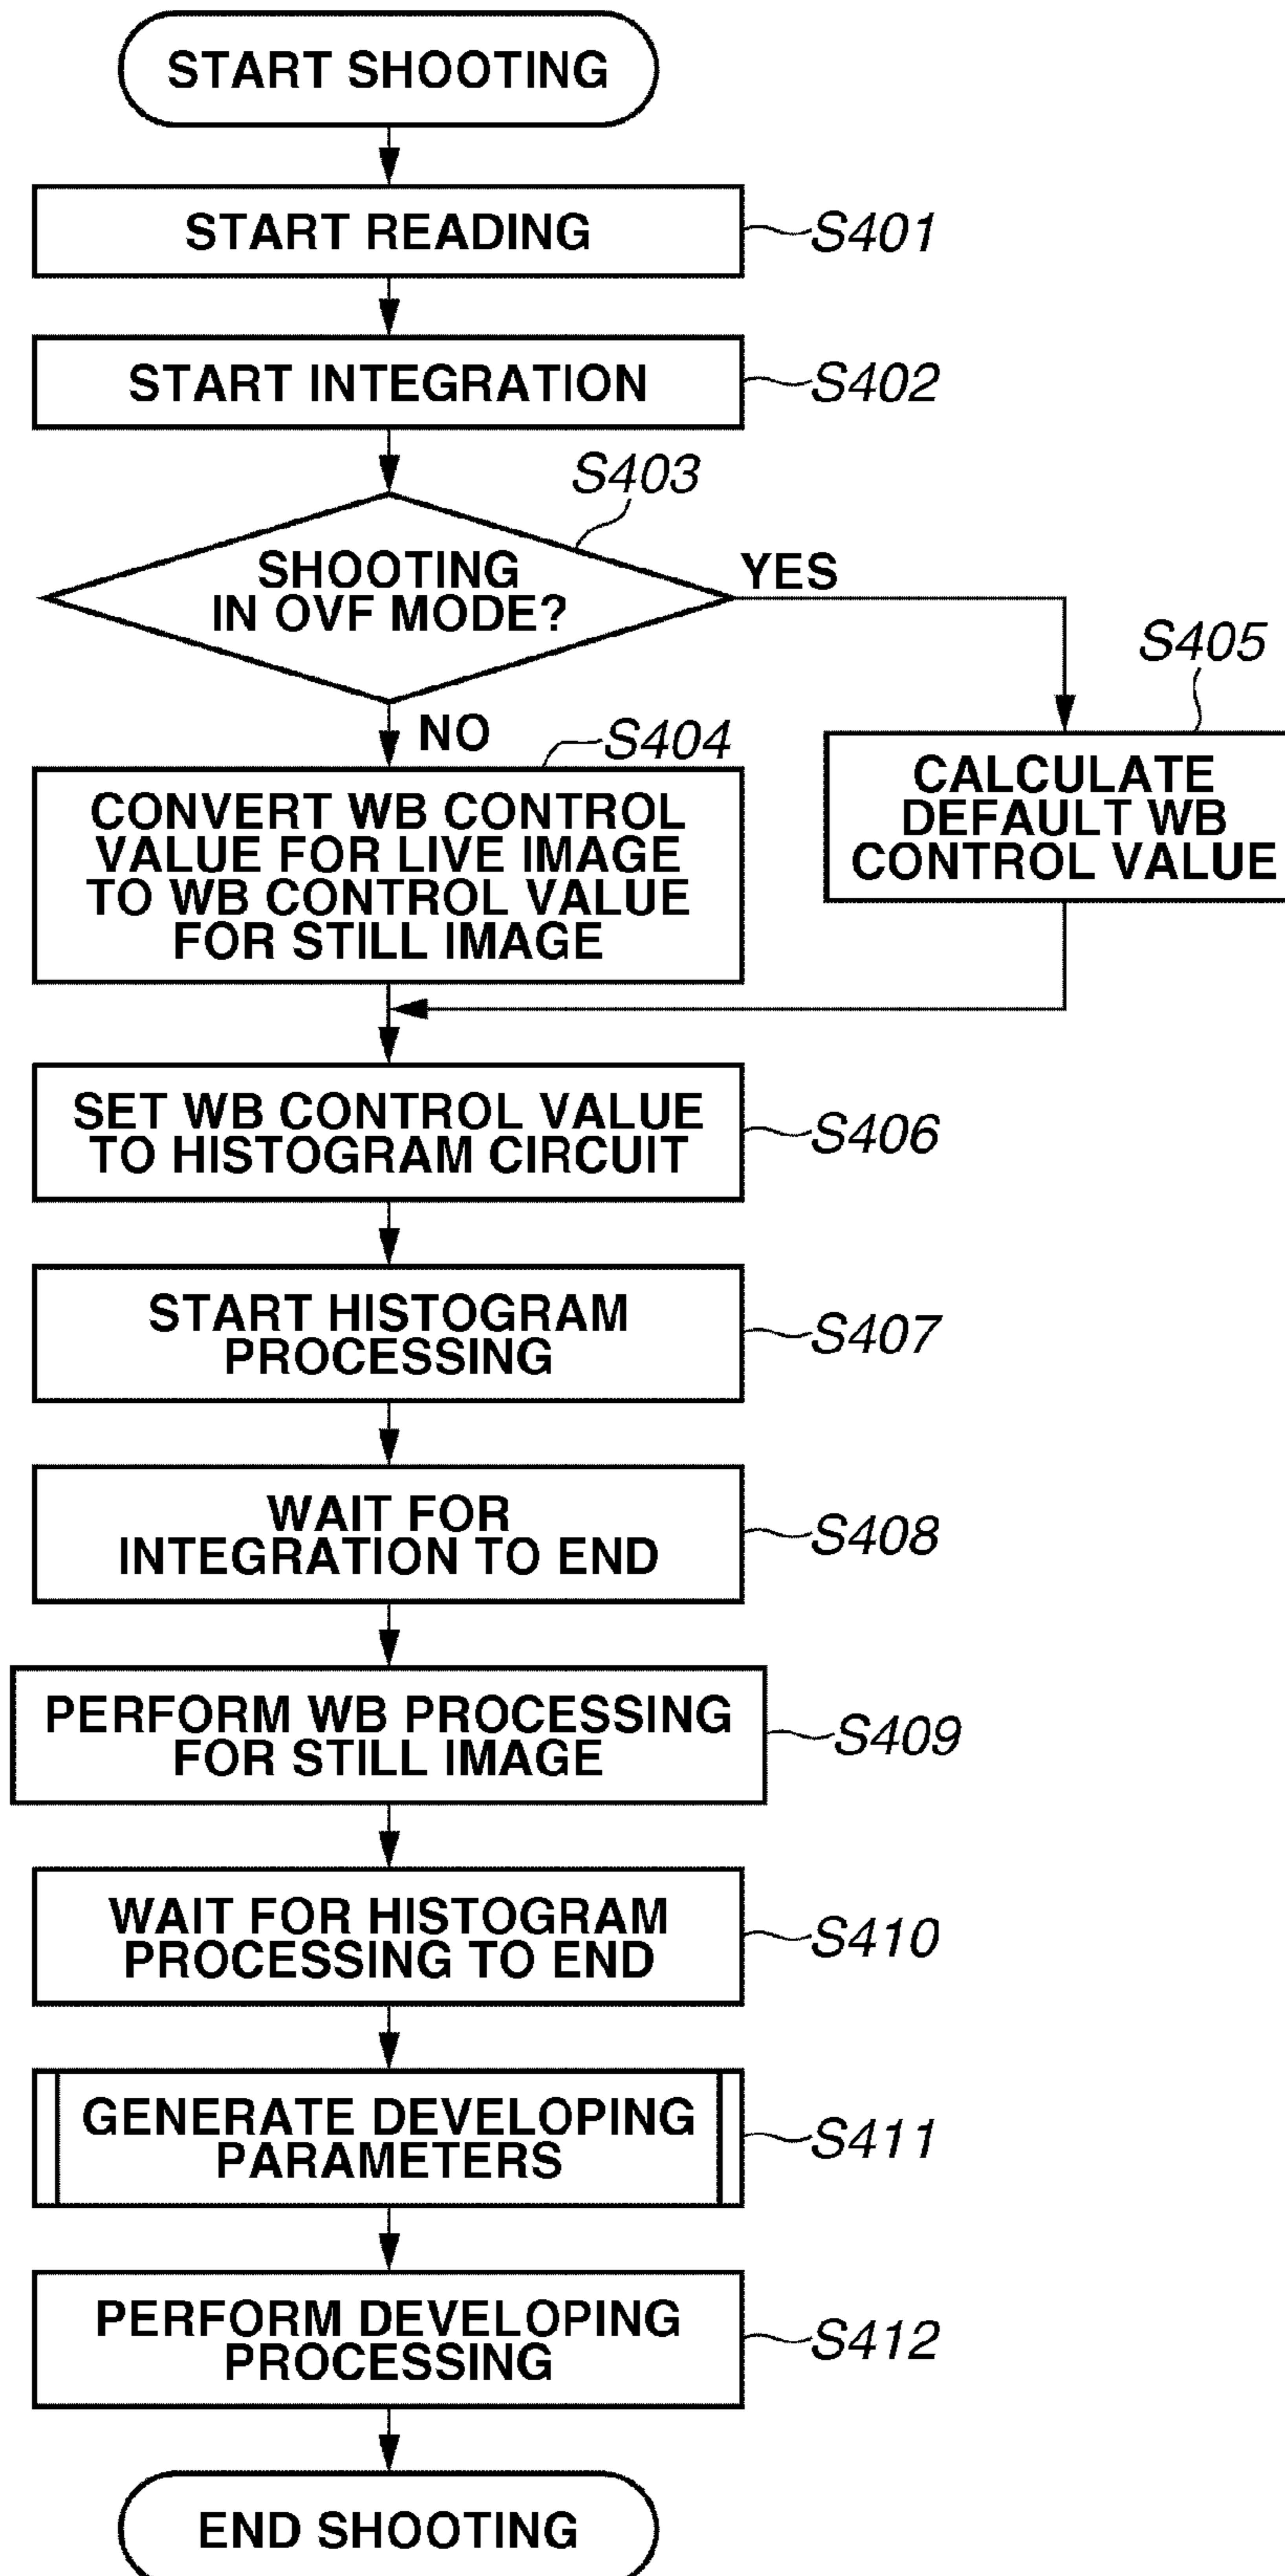 START SHOOTING
START READING
S401
START INTEGRATION
S402
S403
SHOOTING
IN OVF MODE?
YES
NO
S404
CONVERT WB CONTROL
VALUE FOR LIVE IMAGE
TO WB CONTROL VALUE
FOR STILL IMAGE
S405
CALCULATE
DEFAULT WB
CONTROL VALUE
SET WB CONTROL VALUE
TO HISTOGRAM CIRCUIT
S406
START HISTOGRAM
PROCESSING
S407
WAIT FOR
INTEGRATION TO END
S408
PERFORM WB PROCESSING
FOR STILL IMAGE
S409
WAIT FOR HISTOGRAM
PROCESSING TO END
S410
GENERATE DEVELOPING
PARAMETERS
S411
PERFORM DEVELOPING
PROCESSING
S412
END SHOOTING